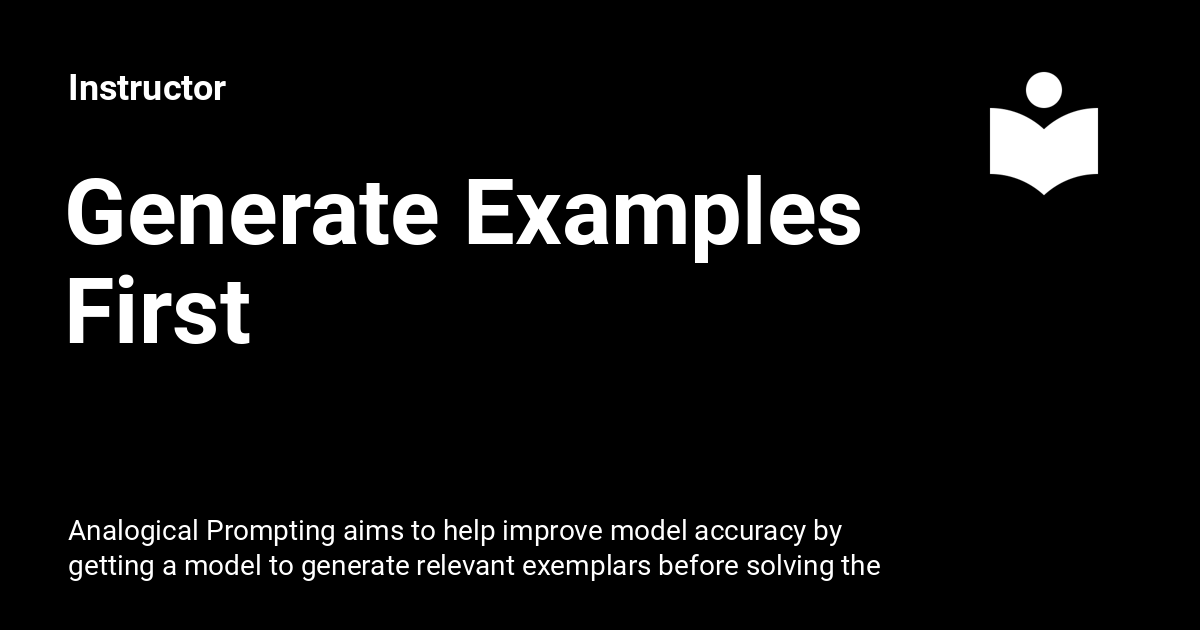 Instructor
Generate Examples
First
Analogical Prompting aims to help improve model accuracy by
getting a model to generate relevant exemplars before solving the